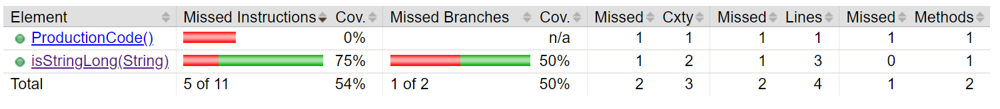 Element Missed Instructions Cov. Missed Branches Cov. Missed Cxty Missed Lines Missed Methods
ProductionCode() 0% n/a 1 1 1 1 1 1
isStringLong(String) 75% 50% 1 2 1 3 0 1
Total 5 of 11 54% 1 of 2 50% 2 3 2 4 1 2